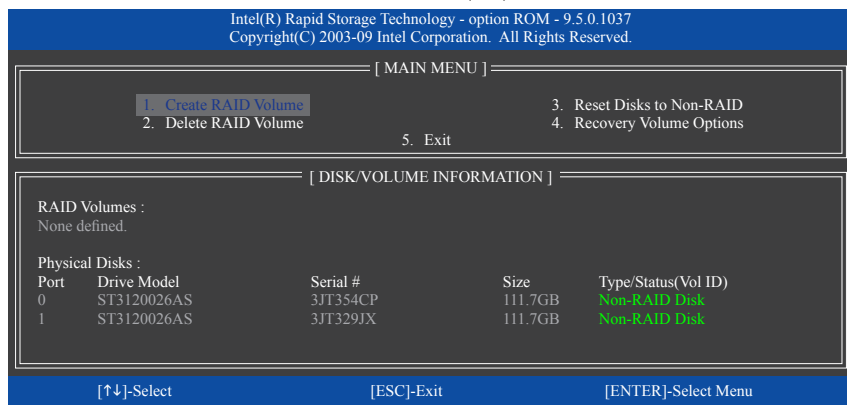 Intel(R) Rapid Storage Technology - option ROM - 9.5.0.1037
Copyright(C) 2003-09 Intel Corporation. All Rights Reserved.
[ MAIN MENU ]
1. Create RAID Volume 3. Reset Disks to Non-RAID
2. Delete RAID Volume 4. Recovery Volume Options
5. Exit
[ DISK/VOLUME INFORMATION ]
RAID Volumes :
None defined.
Physical Disks :
Port Drive Model Serial # Size Type/Status(Vol ID)
0 ST3120026AS 3JT354CP 111.7GB Non-RAID Disk
1 ST3120026AS 3JT329JX 111.7GB Non-RAID Disk
[↑↓]-Select [ESC]-Exit [ENTER]-Select Menu